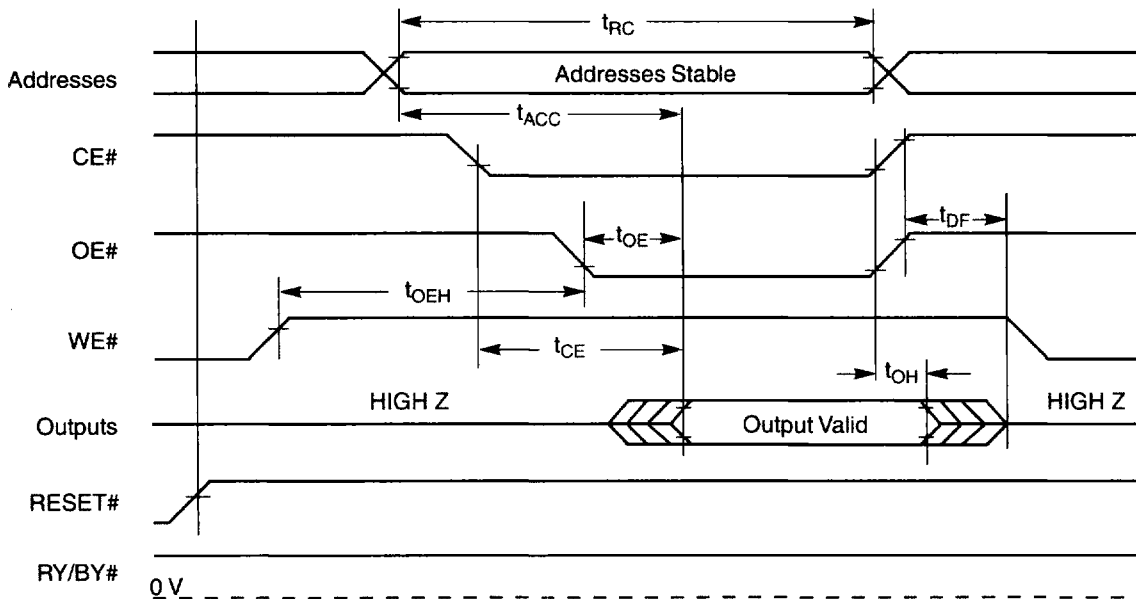 tRC
Addresses
Addresses Stable
tACC
CE#
tDF
OE#
tOE
tOEH
WE#
tCE
tOH
HIGH Z
HIGH Z
Outputs
Output Valid
RESET#
RY/BY#
0 V